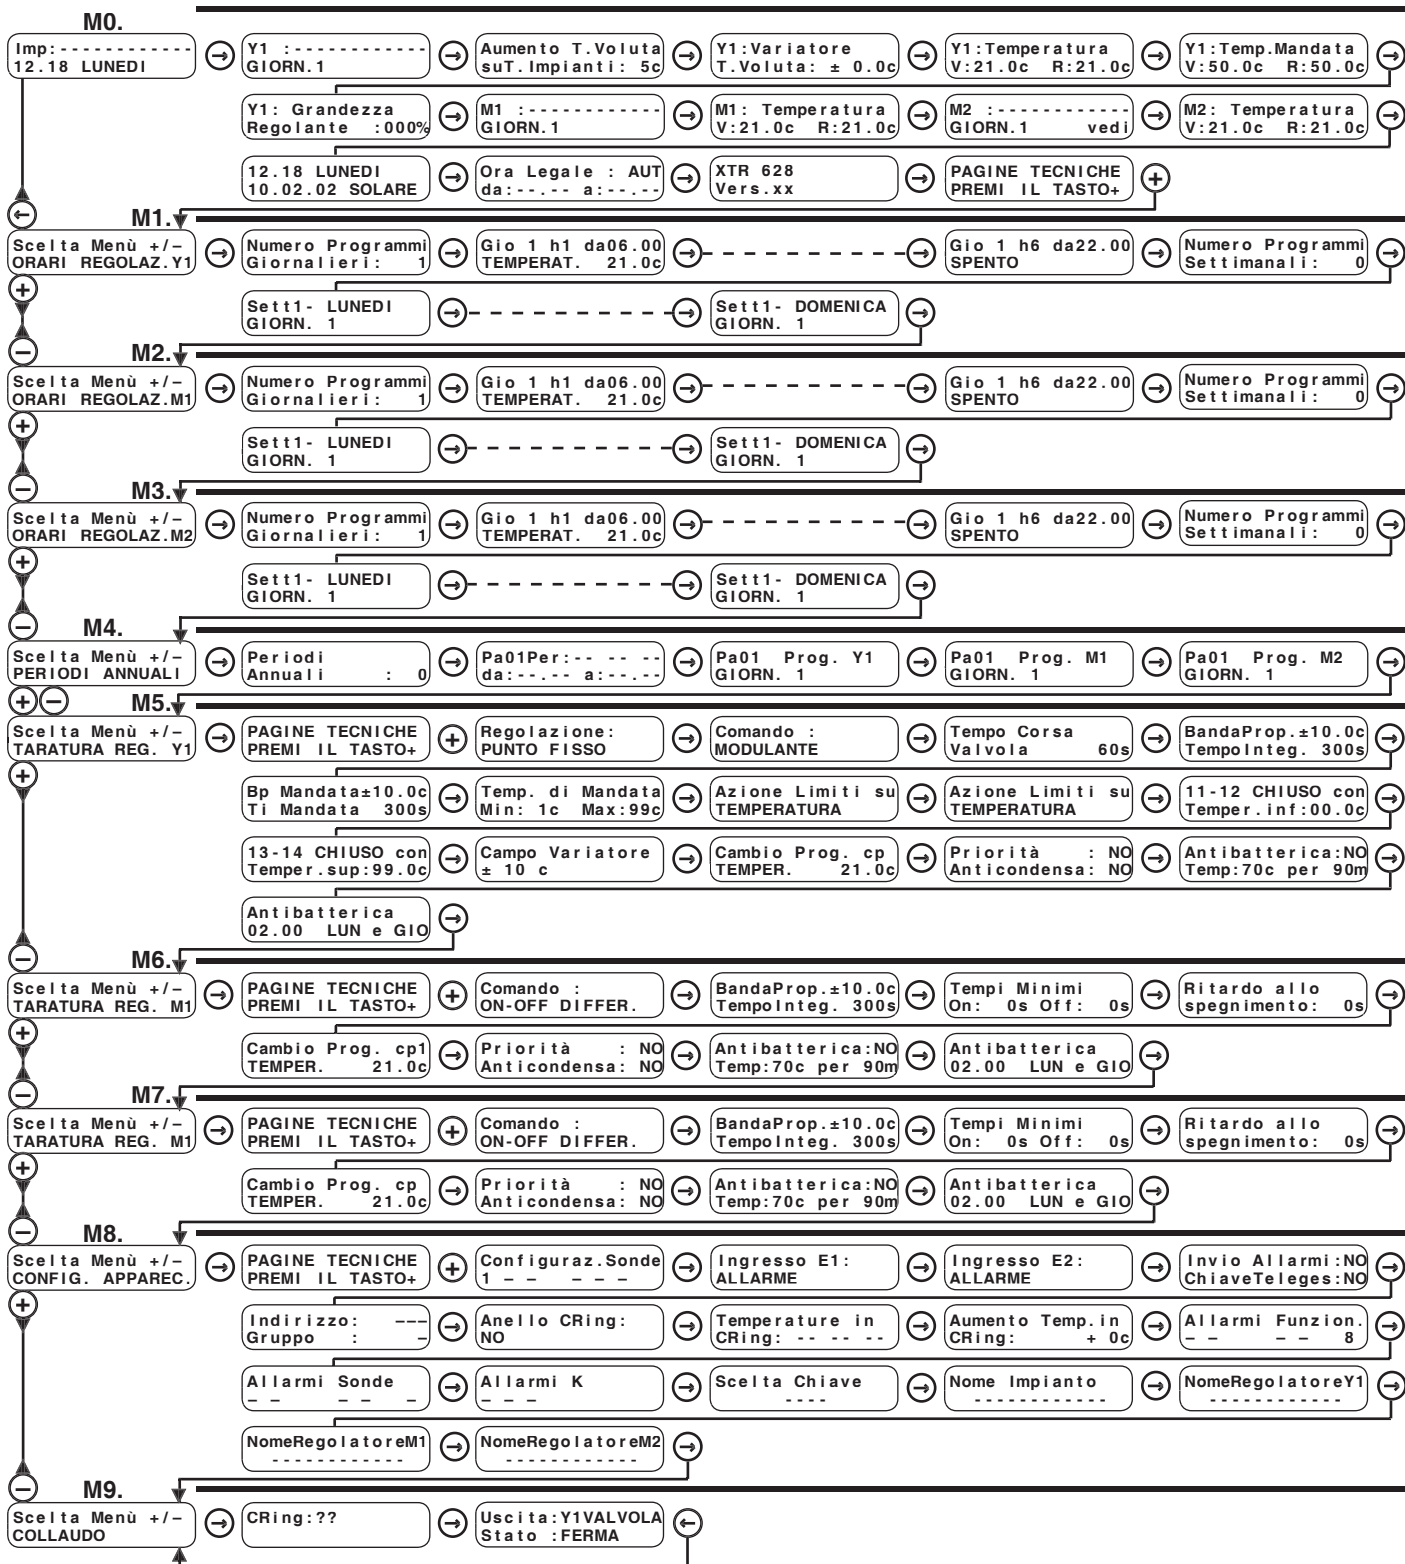 M0.
Imp:------------
12.18 LUNEDI
Y1 :------------
GIORN.1
Aumento T.Voluta
suT.Impianti: 5c
Y1:Variatore
T.Voluta: ± 0.0c
Y1:Temperatura
V:21.0c R:21.0c
Y1:Temp.Mandata
V:50.0c R:50.0c
Y1: Grandezza
Regolante :000%
M1 :------------
GIORN.1
M1: Temperatura
V:21.0c R:21.0c
M2 :------------
GIORN.1 vedi
M2: Temperatura
V:21.0c R:21.0c
12.18 LUNEDI
10.02.02 SOLARE
Ora Legale : AUT
da:--.-- a:--.--
XTR 628
Vers.xx
PAGINE TECNICHE
PREMI IL TASTO+
M1.
Scelta Menù +/–
ORARI REGOLAZ.Y1
Numero Programmi
Giornalieri: 1
Gio 1 h1 da06.00
TEMPERAT. 21.0c
Gio 1 h6 da22.00
SPENTO
Numero Programmi
Settimanali: 0
Sett1- LUNEDI
GIORN. 1
Sett1- DOMENICA
GIORN. 1
M2.
Scelta Menù +/–
ORARI REGOLAZ.M1
Numero Programmi
Giornalieri: 1
Gio 1 h1 da06.00
TEMPERAT. 21.0c
Gio 1 h6 da22.00
SPENTO
Numero Programmi
Settimanali: 0
Sett1- LUNEDI
GIORN. 1
Sett1- DOMENICA
GIORN. 1
M3.
Scelta Menù +/–
ORARI REGOLAZ.M2
Numero Programmi
Giornalieri: 1
Gio 1 h1 da06.00
TEMPERAT. 21.0c
Gio 1 h6 da22.00
SPENTO
Numero Programmi
Settimanali: 0
Sett1- LUNEDI
GIORN. 1
Sett1- DOMENICA
GIORN. 1
M4.
Scelta Menù +/–
PERIODI ANNUALI
Periodi
Annuali : 0
Pa01Per:-- -- --
da:--.-- a:--.--
Pa01 Prog. Y1
GIORN. 1
Pa01 Prog. M1
GIORN. 1
Pa01 Prog. M2
GIORN. 1
M5.
Scelta Menù +/–
TARATURA REG. Y1
PAGINE TECNICHE
PREMI IL TASTO+
Regolazione:
PUNTO FISSO
Comando :
MODULANTE
Tempo Corsa
Valvola 60s
BandaProp.±10.0c
TempoInteg. 300s
Bp Mandata±10.0c
Ti Mandata 300s
Temp. di Mandata
Min: 1c Max:99c
Azione Limiti su
TEMPERATURA
Azione Limiti su
TEMPERATURA
11-12 CHIUSO con
Temper.inf:00.0c
13-14 CHIUSO con
Temper.sup:99.0c
Campo Variatore
± 10 c
Cambio Prog. cp
TEMPER. 21.0c
Priorità : NO
Anticondensa: NO
Antibatterica:NO
Temp:70c per 90m
Antibatterica
02.00 LUN e GIO
M6.
Scelta Menù +/–
TARATURA REG. M1
PAGINE TECNICHE
PREMI IL TASTO+
Comando :
ON-OFF DIFFER.
BandaProp.±10.0c
TempoInteg. 300s
Tempi Minimi
On: 0s Off: 0s
Ritardo allo
spegnimento: 0s
Cambio Prog. cp1
TEMPER. 21.0c
Priorità : NO
Anticondensa: NO
Antibatterica:NO
Temp:70c per 90m
Antibatterica
02.00 LUN e GIO
M7.
Scelta Menù +/–
TARATURA REG. M1
PAGINE TECNICHE
PREMI IL TASTO+
Comando :
ON-OFF DIFFER.
BandaProp.±10.0c
TempoInteg. 300s
Tempi Minimi
On: 0s Off: 0s
Ritardo allo
spegnimento: 0s
Cambio Prog. cp
TEMPER. 21.0c
Priorità : NO
Anticondensa: NO
Antibatterica:NO
Temp:70c per 90m
Antibatterica
02.00 LUN e GIO
M8.
Scelta Menù +/–
CONFIG. APPAREC.
PAGINE TECNICHE
PREMI IL TASTO+
Configuraz.Sonde
1 – – – – –
Ingresso E1:
ALLARME
Ingresso E2:
ALLARME
Invio Allarmi:NO
ChiaveTeleges:NO
Indirizzo: –––
Gruppo : –
Anello CRing:
NO
Temperature in
CRing: -- -- --
Aumento Temp.in
CRing: + 0c
Allarmi Funzion.
– – – – 8
Allarmi Sonde
– – – – –
Allarmi K
– – –
Scelta Chiave
----
Nome Impianto
------------
NomeRegolatoreY1
------------
NomeRegolatoreM1
------------
NomeRegolatoreM2
------------
M9.
Scelta Menù +/–
COLLAUDO
CRing:??
Uscita:Y1VALVOLA
Stato :FERMA